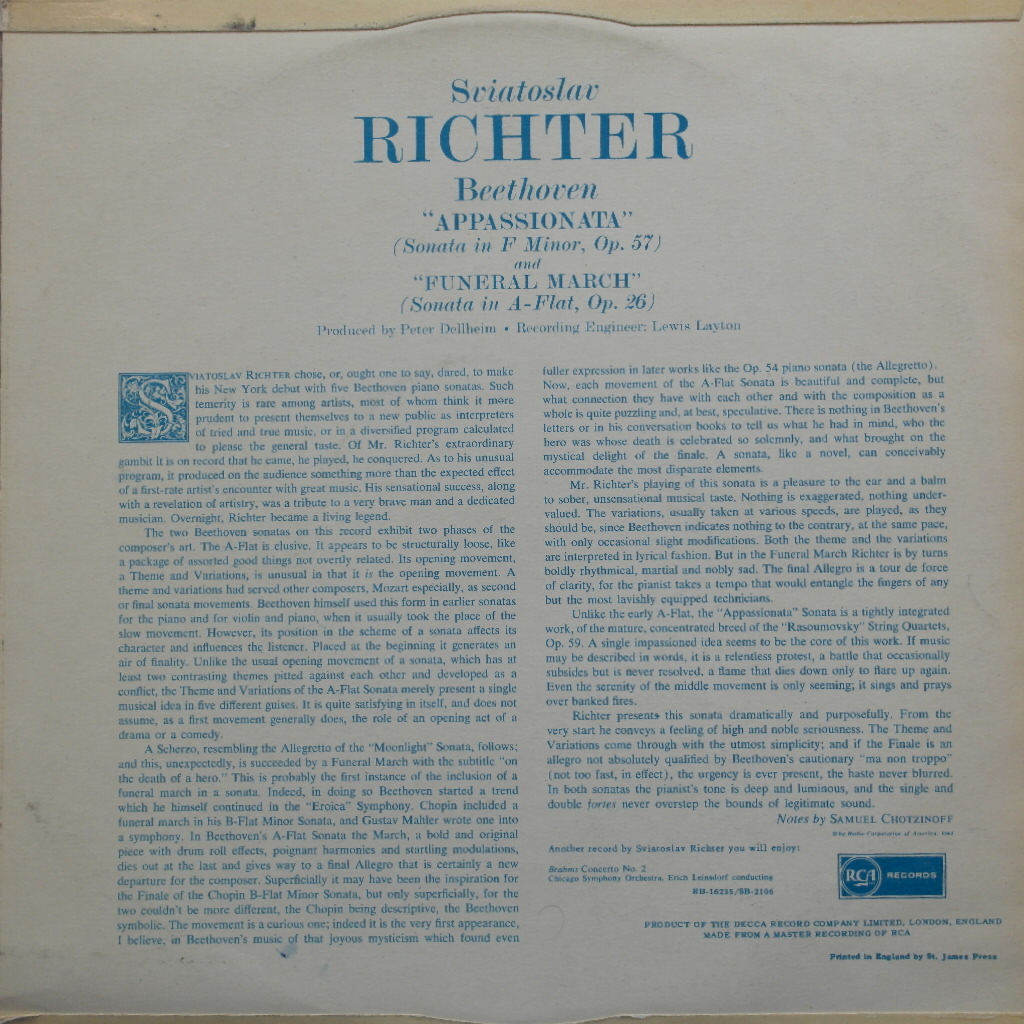 Sviatoslav
RICHTER
Beethoven
“APPASSIONATA”
(Sonata in F Minor, Op. 57)
and
“FUNERAL MARCH”
(Sonata in A-Flat, Op. 26)
Produced by Peter Dellheim • Recording Engineer: Lewis Layton
SVIATOSLAV RICHTER chose, or, ought one to say, dared, to make
his New York debut with five Beethoven piano sonatas. Such
temerity is rare among artists, most of whom think it more
prudent to present themselves to a new public as interpreters
of tried and true music, or in a diversified program calculated
to please the general taste. Of Mr. Richter's extraordinary
gambit it is on record that he came, he played, he conquered. As to his unusual
program, it produced on the audience something more than the expected effect
of a first-rate artist's encounter with great music. His sensational success, along
with a revelation of artistry, was a tribute to a very brave man and a dedicated
musician. Overnight, Richter became a living legend.
The two Beethoven sonatas on this record exhibit two phases of the
composer's art. The A-Flat is elusive. It appears to be structurally loose, like
a package of assorted good things not overtly related. Its opening movement,
a Theme and Variations, is unusual in that it is the opening movement. A
theme and variations had served other composers, Mozart especially, as second
or final sonata movements. Beethoven himself used this form in earlier sonatas
for the piano and for violin and piano, when it usually took the place of the
slow movement. However, its position in the scheme of a sonata affects its
character and influences the listener. Placed at the beginning it generates an
air of finality. Unlike the usual opening movement of a sonata, which has at
least two contrasting themes pitted against each other and developed as a
conflict, the Theme and Variations of the A-Flat Sonata merely present a single
musical idea in five different guises. It is quite satisfying in itself, and does not
assume, as a first movement generally does, the role of an opening act of a
drama or a comedy.
A Scherzo, resembling the Allegretto of the "Moonlight" Sonata, follows;
and this, unexpectedly, is succeeded by a Funeral March with the subtitle "on
the death of a hero." This is probably the first instance of the inclusion of a
funeral march in a sonata. Indeed, in doing so Beethoven started a trend
which he himself continued in the "Eroica" Symphony. Chopin included a
funeral march in his B-Flat Minor Sonata, and Gustav Mahler wrote one into
a symphony. In Beethoven's A-Flat Sonata the March, a bold and original
piece with drum roll effects, poignant harmonies and startling modulations,
dies out at the last and gives way to a final Allegro that is certainly a new
departure for the composer. Superficially it may have been the inspiration for
the Finale of the Chopin B-Flat Minor Sonata, but only superficially, for the
two couldn't be more different, the Chopin being descriptive, the Beethoven
symbolic. The movement is a curious one; indeed it is the very first appearance,
I believe, in Beethoven's music of that joyous mysticism which found even
fuller expression in later works like the Op. 54 piano sonata (the Allegretto).
Now, each movement of the A-Flat Sonata is beautiful and complete, but
what connection they have with each other and with the composition as a
whole is quite puzzling and, at best, speculative. There is nothing in Beethoven's
letters or in his conversation books to tell us what he had in mind, who the
hero was whose death is celebrated so solemnly, and what brought on the
mystical delight of the finale. A sonata, like a novel, can conceivably
accommodate the most disparate elements.
Mr. Richter's playing of this sonata is a pleasure to the ear and a balm
to sober, unsensational musical taste. Nothing is exaggerated, nothing under-
valued. The variations, usually taken at various speeds, are played, as they
should be, since Beethoven indicates nothing to the contrary, at the same pace,
with only occasional slight modifications. Both the theme and the variations
are interpreted in lyrical fashion. But in the Funeral March Richter is by turns
boldly rhythmical, martial and nobly sad. The final Allegro is a tour de force
of clarity, for the pianist takes a tempo that would entangle the fingers of any
but the most lavishly equipped technicians.
Unlike the early A-Flat, the "Appassionata" Sonata is a tightly integrated
work, of the mature, concentrated breed of the "Rasoumovsky" String Quartets,
Op. 59. A single impassioned idea seems to be the core of this work. If music
may be described in words, it is a relentless protest, a battle that occasionally
subsides but is never resolved, a flame that dies down only to flare up again.
Even the serenity of the middle movement is only seeming; it sings and prays
over banked fires.
Richter presents this sonata dramatically and purposefully. From the
very start he conveys a feeling of high and noble seriousness. The Theme and
Variations come through with the utmost simplicity; and if the Finale is an
allegro not absolutely qualified by Beethoven's cautionary "ma non troppo"
(not too fast, in effect), the urgency is ever present, the haste never blurred.
In both sonatas the pianist's tone is deep and luminous, and the single and
double fortes never overstep the bounds of legitimate sound.
Notes by SAMUEL CHOTZINOFF
© by Radio Corporation of America,
Another record by Sviatoslav Richter you will enjoy:
Brahms Concerto No. 2
Chicago Symphony Orchestra, Erich Leinsdorf conducting
RB-16235/SB-2106
RCA RECORDS
PRODUCT OF THE DECCA RECORD COMPANY LIMITED, LONDON, ENGLAND
MADE FROM A MASTER RECORDING OF RCA
Printed in England by St. James Press